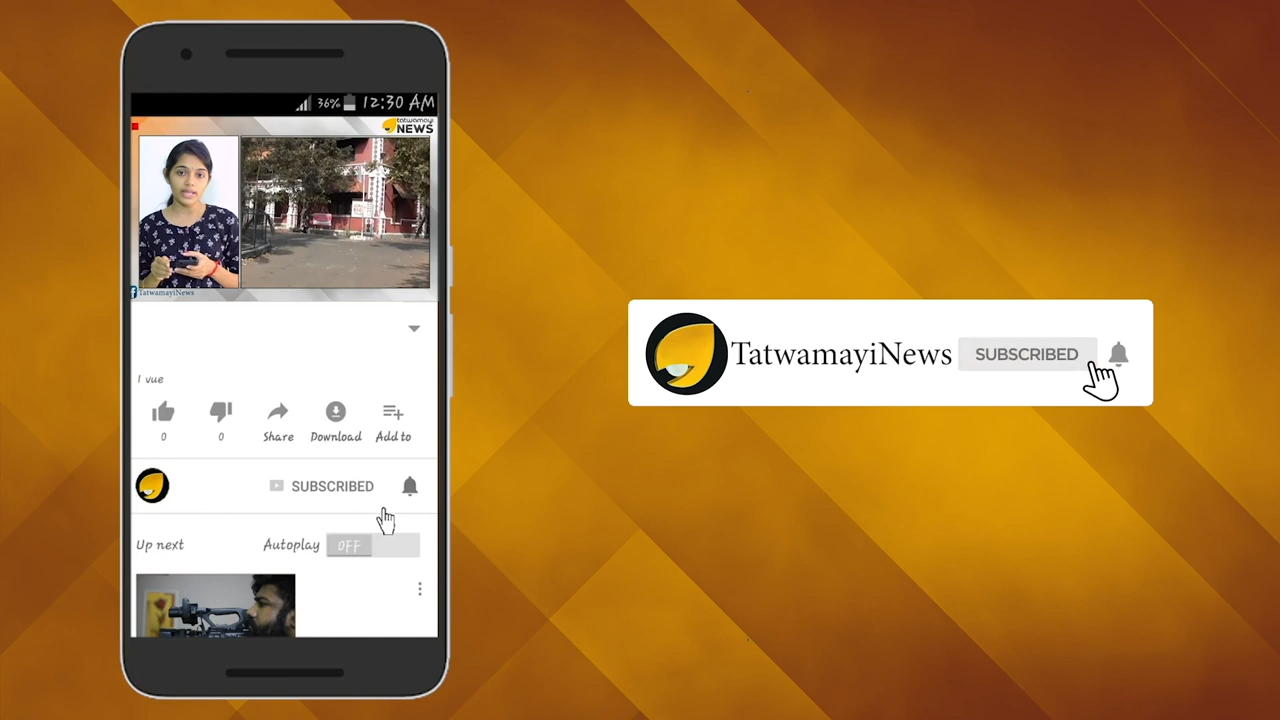 36% 12:30 AM
tatwamayi
NEWS
TatwamayiNews
1 vue
0 0 Share Download Add to
SUBSCRIBED
Up next Autoplay OFF
TatwamayiNews SUBSCRIBED